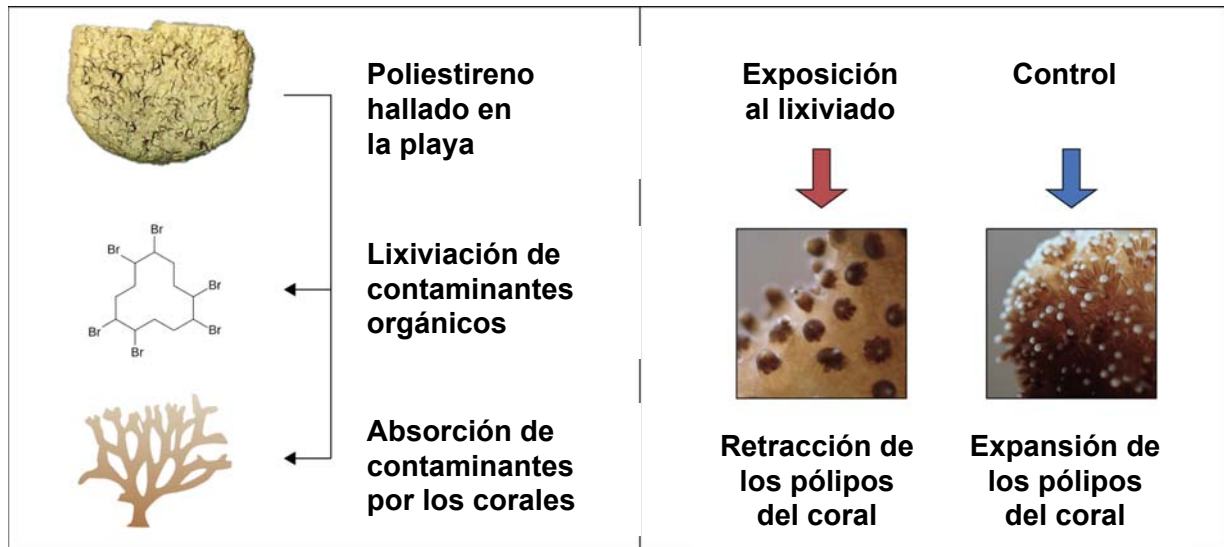 Poliestireno
hallado en
la playa
Br
Br
Br
Br
Br
Br
Lixiviación de
contaminantes
orgánicos
Absorción de
contaminantes
por los corales
Exposición
al lixiviado
Control
Retracción de
los pólipos
del coral
Expansión de
los pólipos
del coral